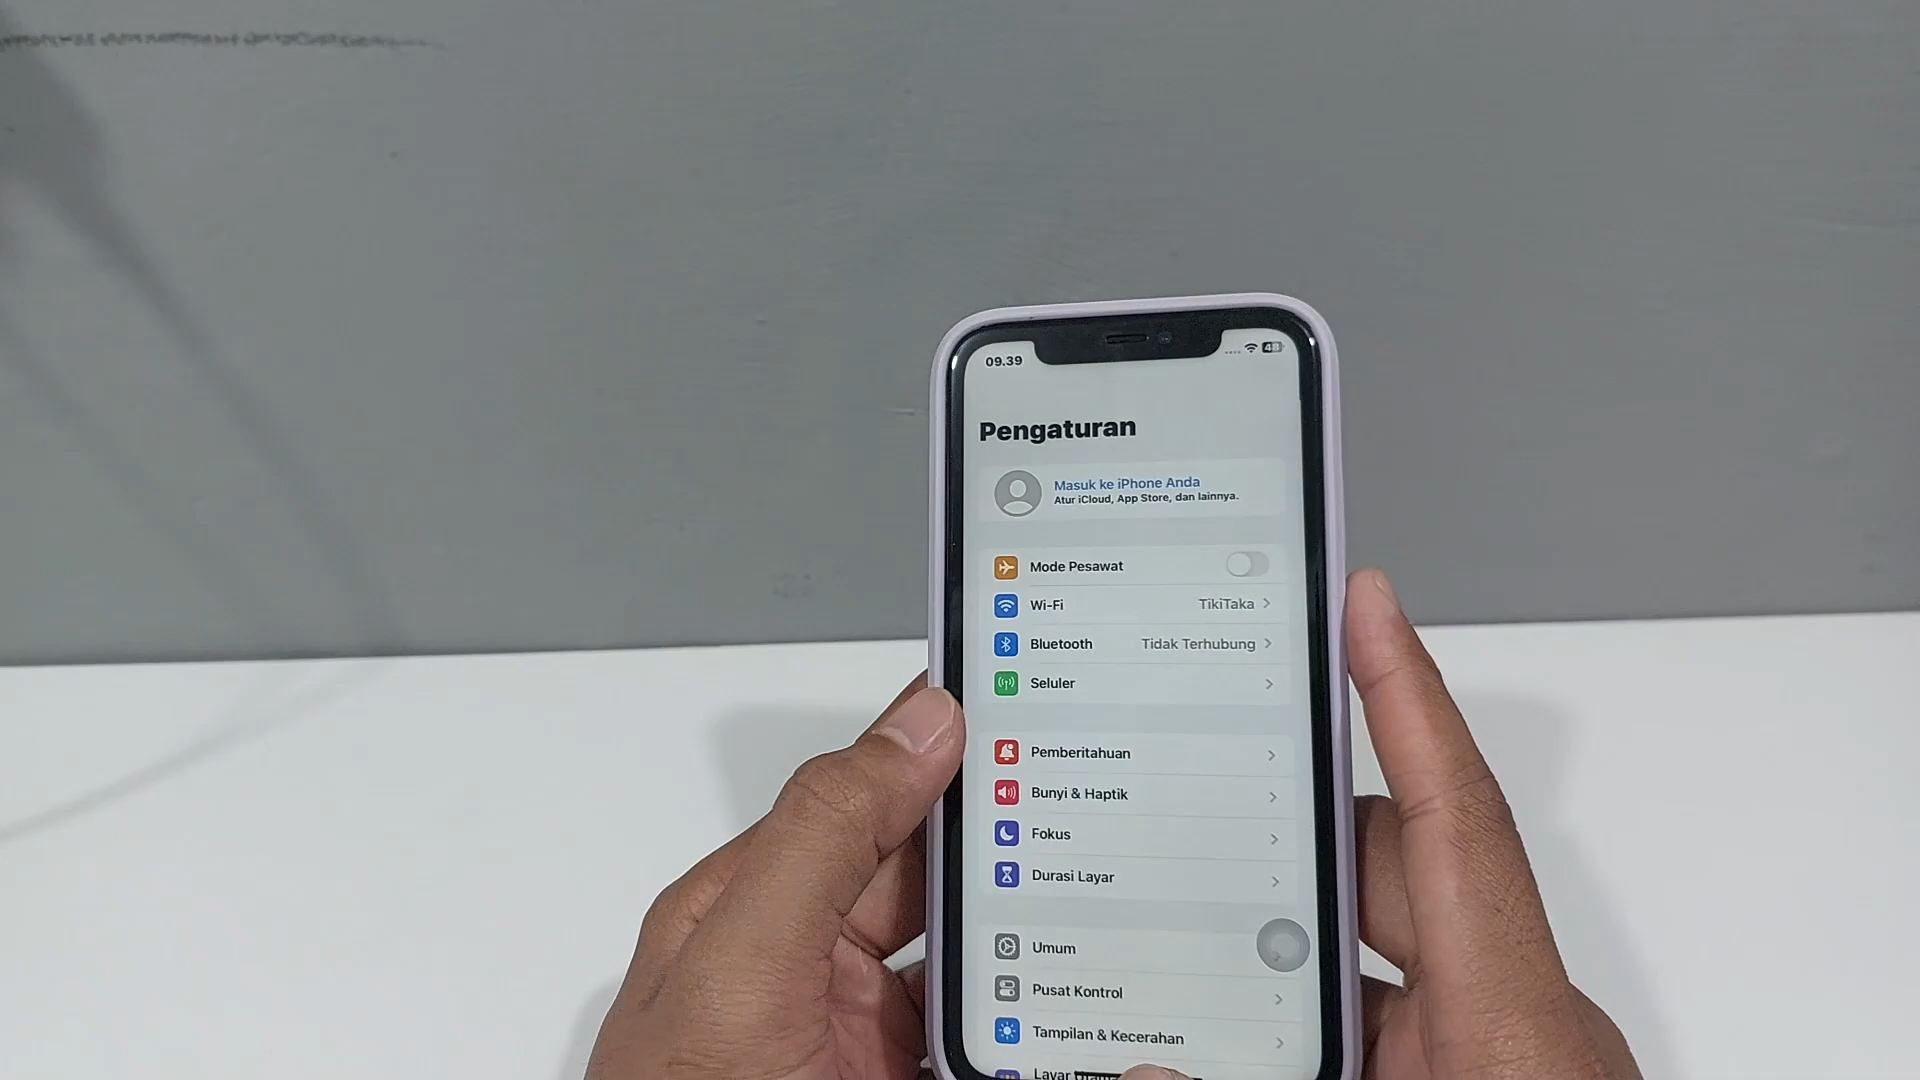 09.39
48
Pengaturan
Masuk ke iPhone Anda
Atur iCloud, App Store, dan lainnya.
Mode Pesawat
Wi-Fi TikiTaka
Bluetooth Tidak Terhubung
Seluler
Pemberitahuan
Bunyi & Haptik
Fokus
Durasi Layar
Umum
Pusat Kontrol
Tampilan & Kecerahan
Layar